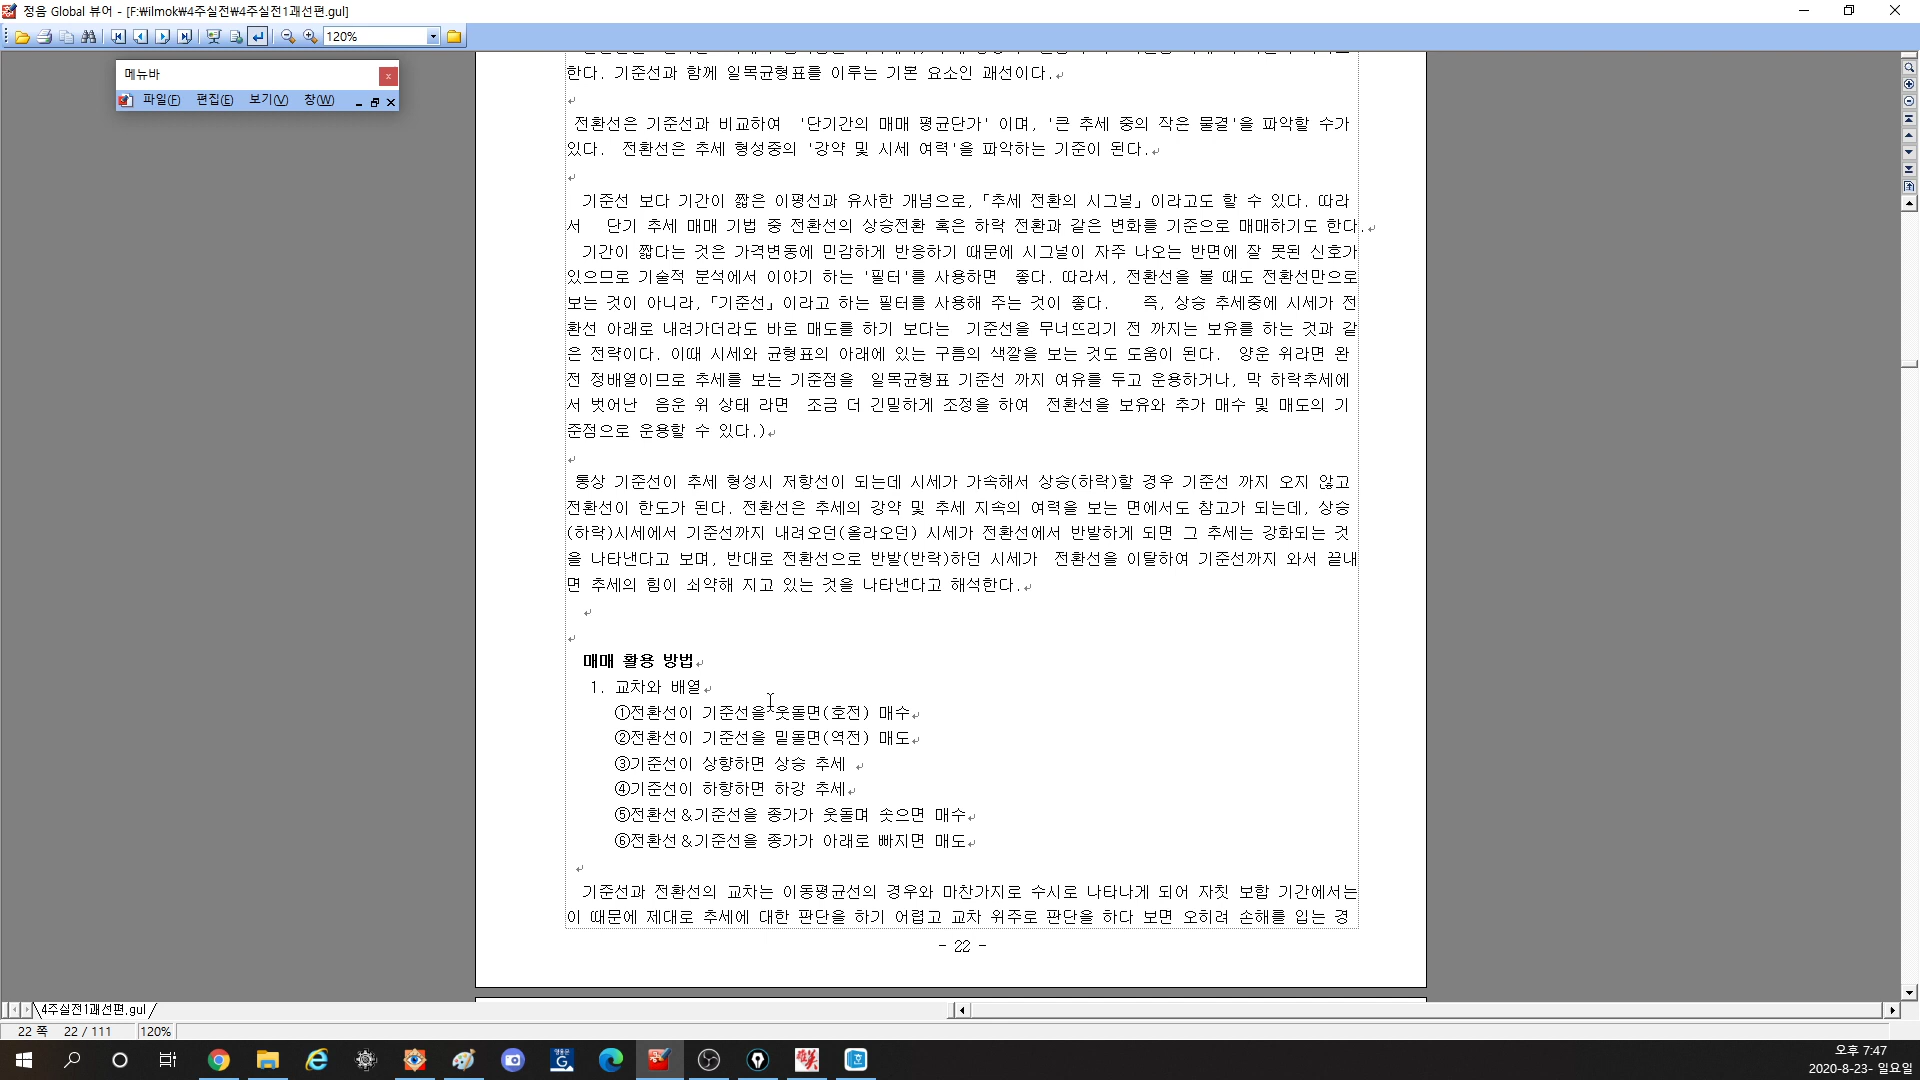 정음 Global 뷰어 - [F:₩ilmok₩4주실전₩4주실전1괘선편.gul]
120%
메뉴바
파일(F) 편집(E) 보기(V) 창(W)
한다. 기준선과 함께 일목균형표를 이루는 기본 요소인 괘선이다.
전환선은 기준선과 비교하여 '단기간의 매매 평균단가' 이며, '큰 추세 중의 작은 물결'을 파악할 수가
있다. 전환선은 추세 형성중의 '강약 및 시세 여력'을 파악하는 기준이 된다.
기준선 보다 기간이 짧은 이평선과 유사한 개념으로,「추세 전환의 시그널」이라고도 할 수 있다. 따라
서 단기 추세 매매 기법 중 전환선의 상승전환 혹은 하락 전환과 같은 변화를 기준으로 매매하기도 한다.
기간이 짧다는 것은 가격변동에 민감하게 반응하기 때문에 시그널이 자주 나오는 반면에 잘 못된 신호가
있으므로 기술적 분석에서 이야기 하는 '필터'를 사용하면 좋다. 따라서, 전환선을 볼 때도 전환선만으로
보는 것이 아니라,「기준선」이라고 하는 필터를 사용해 주는 것이 좋다. 즉, 상승 추세중에 시세가 전
환선 아래로 내려가더라도 바로 매도를 하기 보다는 기준선을 무너뜨리기 전 까지는 보유를 하는 것과 같
은 전략이다. 이때 시세와 균형표의 아래에 있는 구름의 색깔을 보는 것도 도움이 된다. 양운 위라면 완
전 정배열이므로 추세를 보는 기준점을 일목균형표 기준선 까지 여유를 두고 운용하거나, 막 하락추세에
서 벗어난 음운 위 상태 라면 조금 더 긴밀하게 조정을 하여 전환선을 보유와 추가 매수 및 매도의 기
준점으로 운용할 수 있다.)
통상 기준선이 추세 형성시 저항선이 되는데 시세가 가속해서 상승(하락)할 경우 기준선 까지 오지 않고
전환선이 한도가 된다. 전환선은 추세의 강약 및 추세 지속의 여력을 보는 면에서도 참고가 되는데, 상승
(하락)시세에서 기준선까지 내려오던(올라오던) 시세가 전환선에서 반발하게 되면 그 추세는 강화되는 것
을 나타낸다고 보며, 반대로 전환선으로 반발(반락)하던 시세가 전환선을 이탈하여 기준선까지 와서 끝내
면 추세의 힘이 쇠약해 지고 있는 것을 나타낸다고 해석한다.
매매 활용 방법
1. 교차와 배열
①전환선이 기준선을 웃돌면(호전) 매수
②전환선이 기준선을 밑돌면(역전) 매도
③기준선이 상향하면 상승 추세
④기준선이 하향하면 하강 추세
⑤전환선&기준선을 종가가 웃돌며 솟으면 매수
⑥전환선&기준선을 종가가 아래로 빠지면 매도
기준선과 전환선의 교차는 이동평균선의 경우와 마찬가지로 수시로 나타나게 되어 자칫 보합 기간에서는
이 때문에 제대로 추세에 대한 판단을 하기 어렵고 교차 위주로 판단을 하다 보면 오히려 손해를 입는 경
- 22 -
4주실전1괘선편.gul
22 쪽 22 / 111 120%
오후 7:47
2020-8-23- 일요일